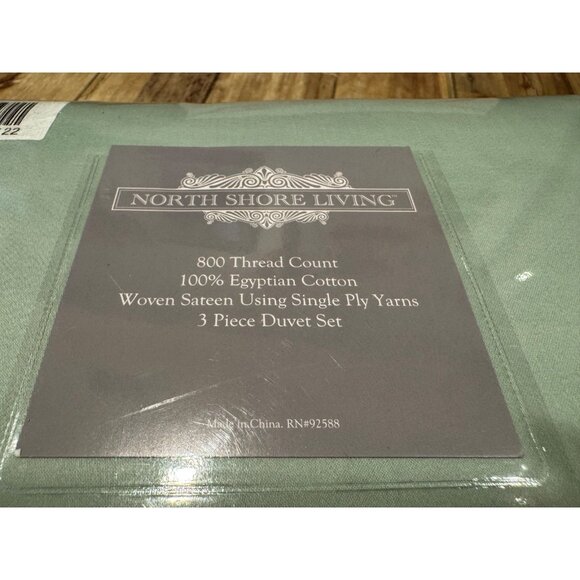 22
NORTH SHORE LIVING
800 Thread Count
100% Egyptian Cotton
Woven Sateen Using Single Ply Yarns
3 Piece Duvet Set
Made in China. RN#92588